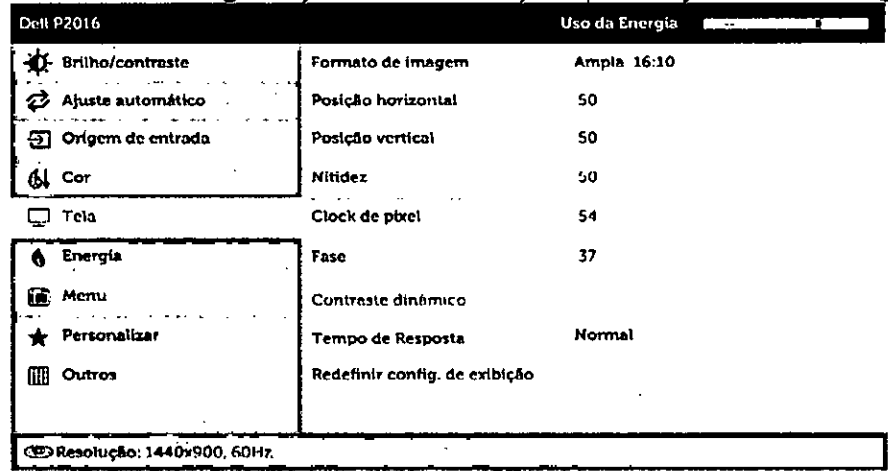 Dell P2016 Uso da Energia
Brilho/contraste Formato de imagem Ampla 16:10
Ajuste automático Posição horizontal 50
Origem de entrada Posição vertical 50
Cor Nitidez 50
Tela Clock de pixel 54
Energia Fase 37
Menu Contraste dinâmico
Personalizar Tempo de Resposta Normal
Outros Redefinir config. de exibição
Resolução: 1440x900, 60Hz.